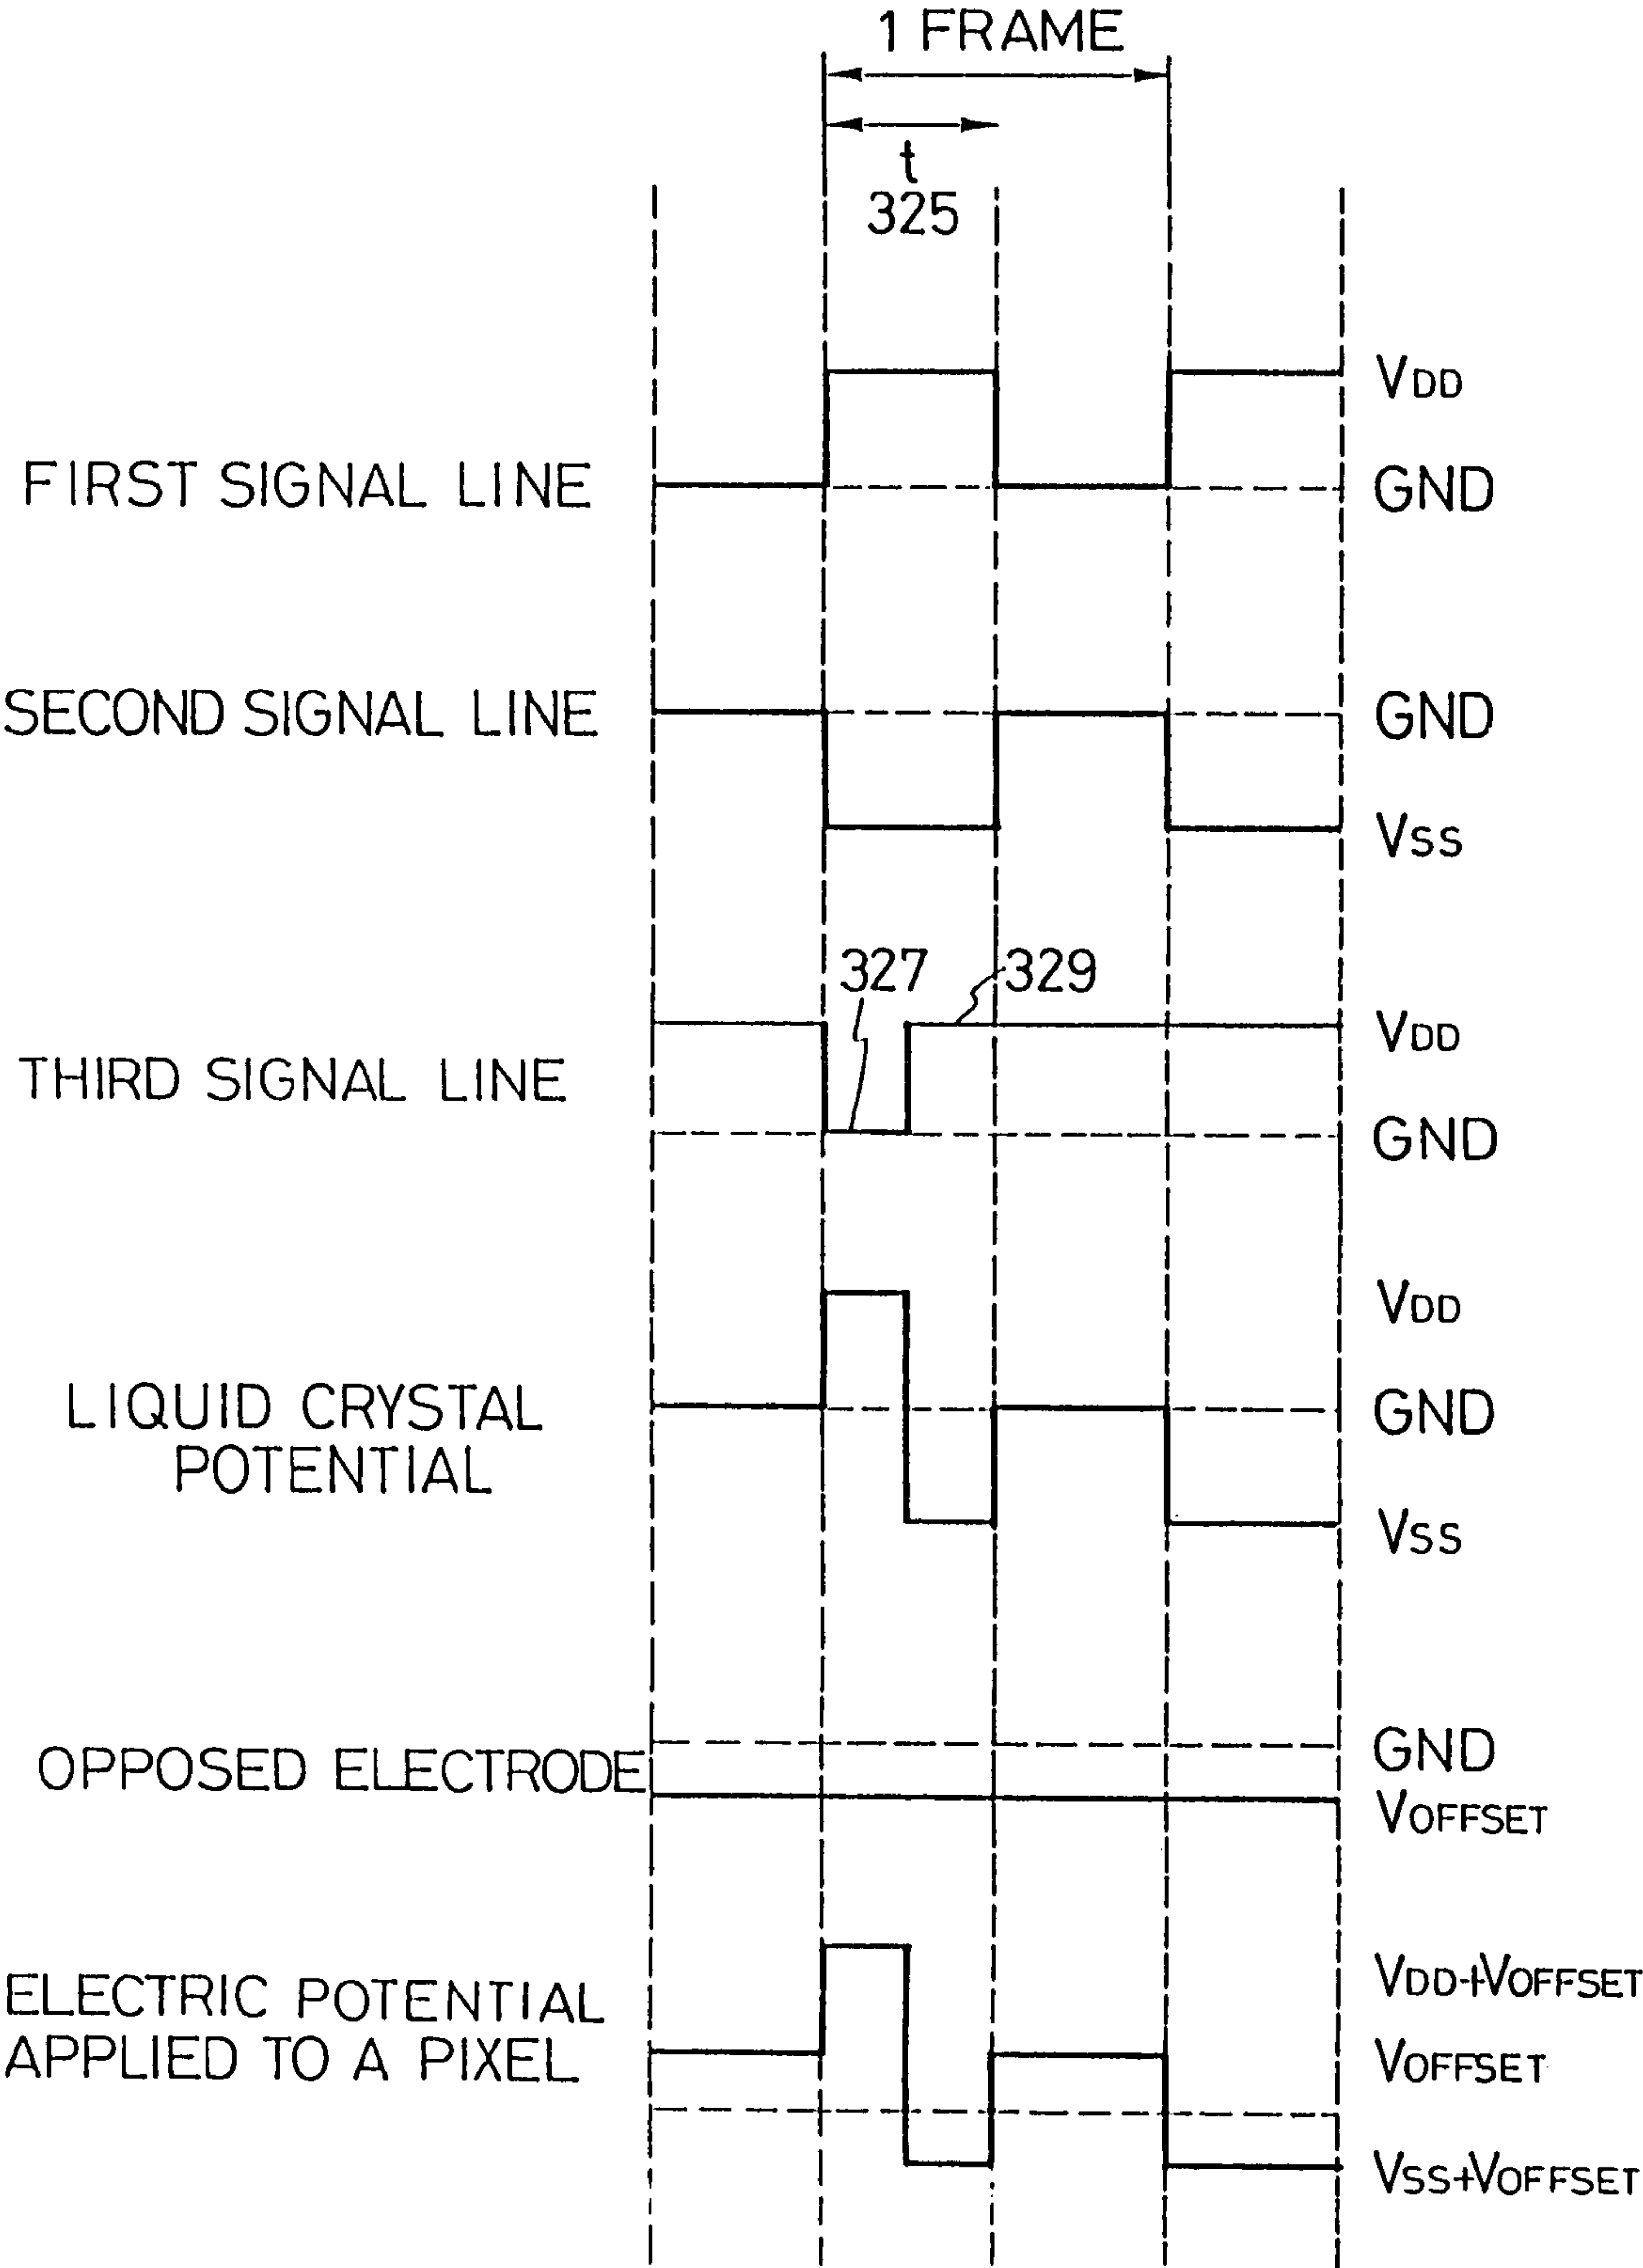 1 FRAME
t
325
VDD
FIRST SIGNAL LINE
GND
SECOND SIGNAL LINE
GND
VSS
327
329
VDD
THIRD SIGNAL LINE
GND
VDD
LIQUID CRYSTAL
POTENTIAL
GND
VSS
OPPOSED ELECTRODE
GND
VOFFSET
ELECTRIC POTENTIAL
APPLIED TO A PIXEL
VDD+VOFFSET
VOFFSET
VSS+VOFFSET